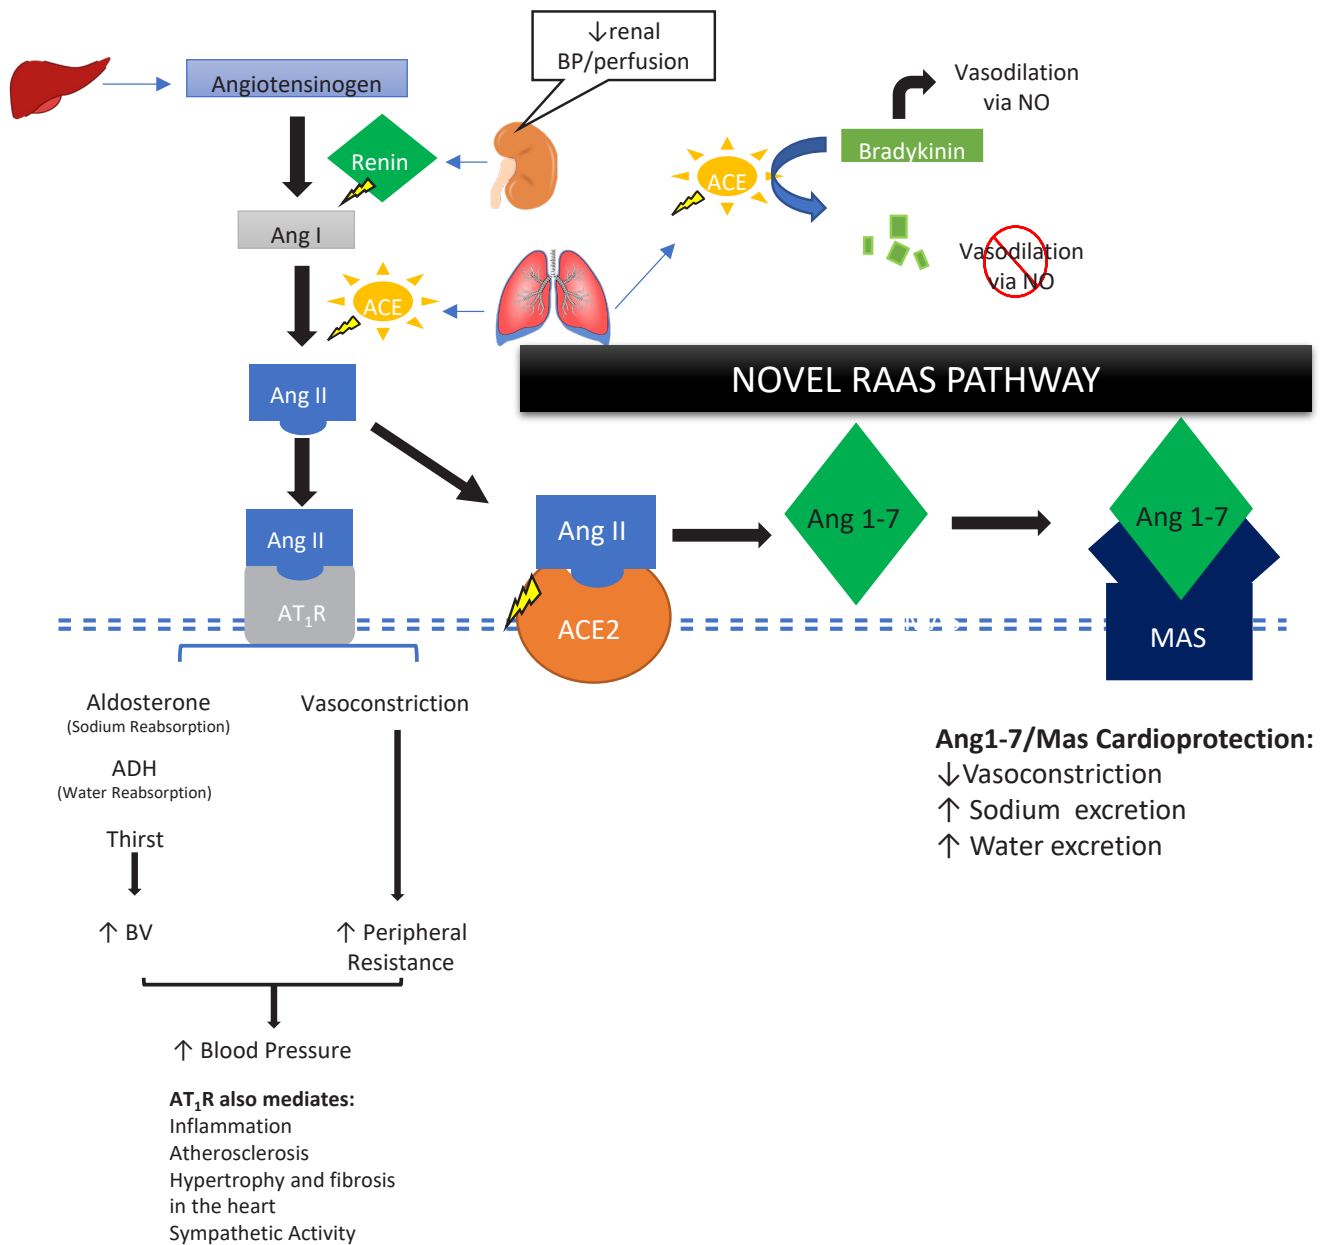 ↓renal
BP/perfusion
Angiotensinogen
Renin
Ang I
ACE
Vasodilation
via NO
Bradykinin
ACE
Vasodilation
via NO
Ang II
NOVEL RAAS PATHWAY
Ang II
AT₁R
Ang II
ACE2
Ang 1-7
Ang 1-7
MAS
Aldosterone
(Sodium Reabsorption)
ADH
(Water Reabsorption)
Thirst
↑ BV
Vasoconstriction
↑ Peripheral
Resistance
↑ Blood Pressure
AT₁R also mediates:
Inflammation
Atherosclerosis
Hypertrophy and fibrosis
in the heart
Sympathetic Activity
Ang1-7/Mas Cardioprotection:
↓Vasoconstriction
↑ Sodium excretion
↑ Water excretion